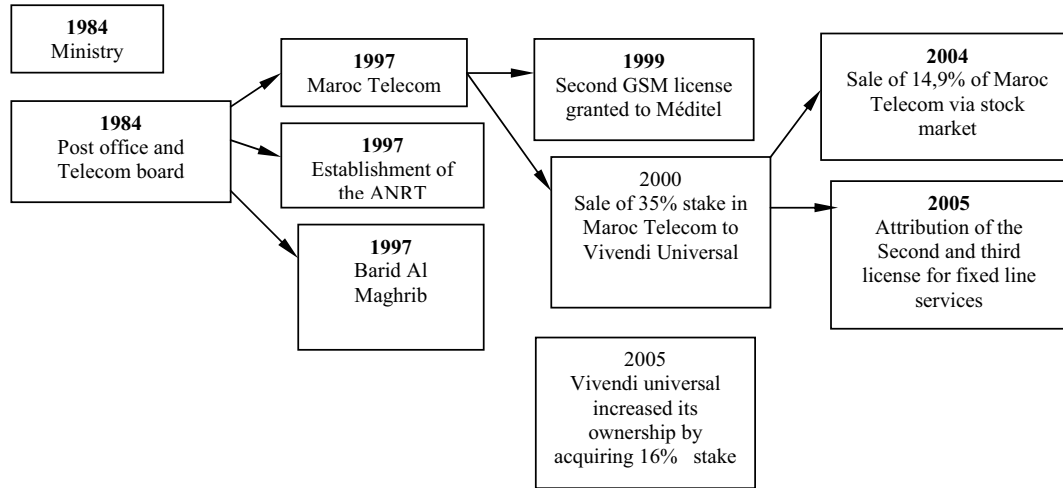 1984
Ministry
1984
Post office and
Telecom board
1997
Maroc Telecom
1997
Establishment of
the ANRT
1997
Barid Al
Maghrib
1999
Second GSM license
granted to Méditel
2000
Sale of 35% stake in
Maroc Telecom to
Vivendi Universal
2005
Vivendi universal
increased its
ownership by
acquiring 16% stake
2004
Sale of 14,9% of Maroc
Telecom via stock
market
2005
Attribution of the
Second and third
license for fixed line
services